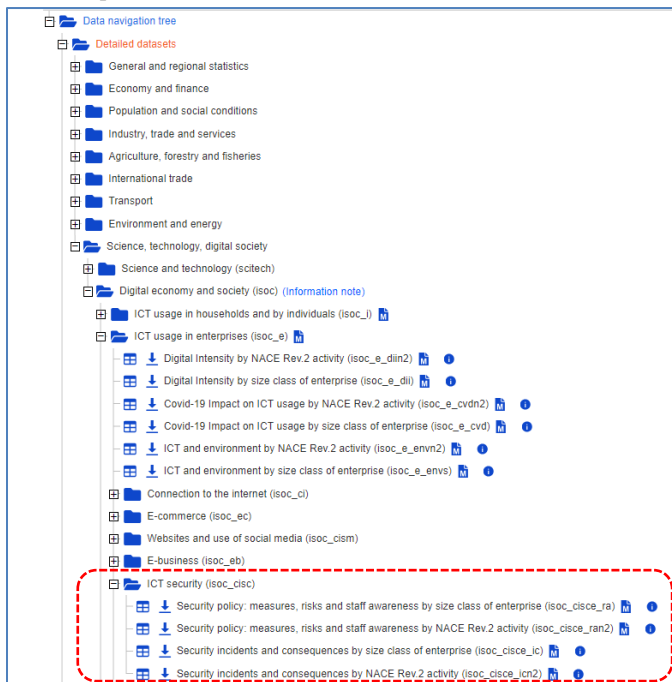 Data navigation tree
Detailed datasets
General and regional statistics
Economy and finance
Population and social conditions
Industry, trade and services
Agriculture, forestry and fisheries
International trade
Transport
Environment and energy
Science, technology, digital society
Science and technology (scitech)
Digital economy and society (isoc) (Information note)
ICT usage in households and by individuals (isoc_i) M
ICT usage in enterprises (isoc_e) M
Digital Intensity by NACE Rev.2 activity (isoc_e_diin2) M i
Digital Intensity by size class of enterprise (isoc_e_dii) M i
Covid-19 Impact on ICT usage by NACE Rev.2 activity (isoc_e_cvdn2) M i
Covid-19 Impact on ICT usage by size class of enterprise (isoc_e_cvd) M i
ICT and environment by NACE Rev.2 activity (isoc_e_envn2) M i
ICT and environment by size class of enterprise (isoc_e_envs) M i
Connection to the internet (isoc_ci)
E-commerce (isoc_ec)
Websites and use of social media (isoc_cism)
E-business (isoc_eb)
ICT security (isoc_cisc)
Security policy: measures, risks and staff awareness by size class of enterprise (isoc_cisce_ra) M i
Security policy: measures, risks and staff awareness by NACE Rev.2 activity (isoc_cisce_ran2) M i
Security incidents and consequences by size class of enterprise (isoc_cisce_ic) M i
Security incidents and consequences by NACE Rev.2 activity (isoc_cisce_icn2) M i